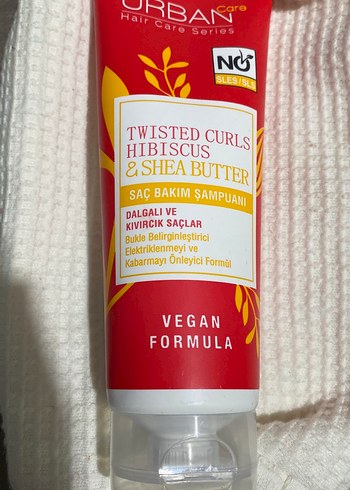 URBAN Care
Hair Care Series
NO
SLES / SLS
TWISTED CURLS
HIBISCUS
& SHEA BUTTER
SAÇ BAKIM ŞAMPUANI
DALGALI VE
KIVIRCIK SAÇLAR
Bukle Belirginleştirici
Elektriklenmeyi ve
Kabarmayı Önleyici Formül
VEGAN
FORMULA